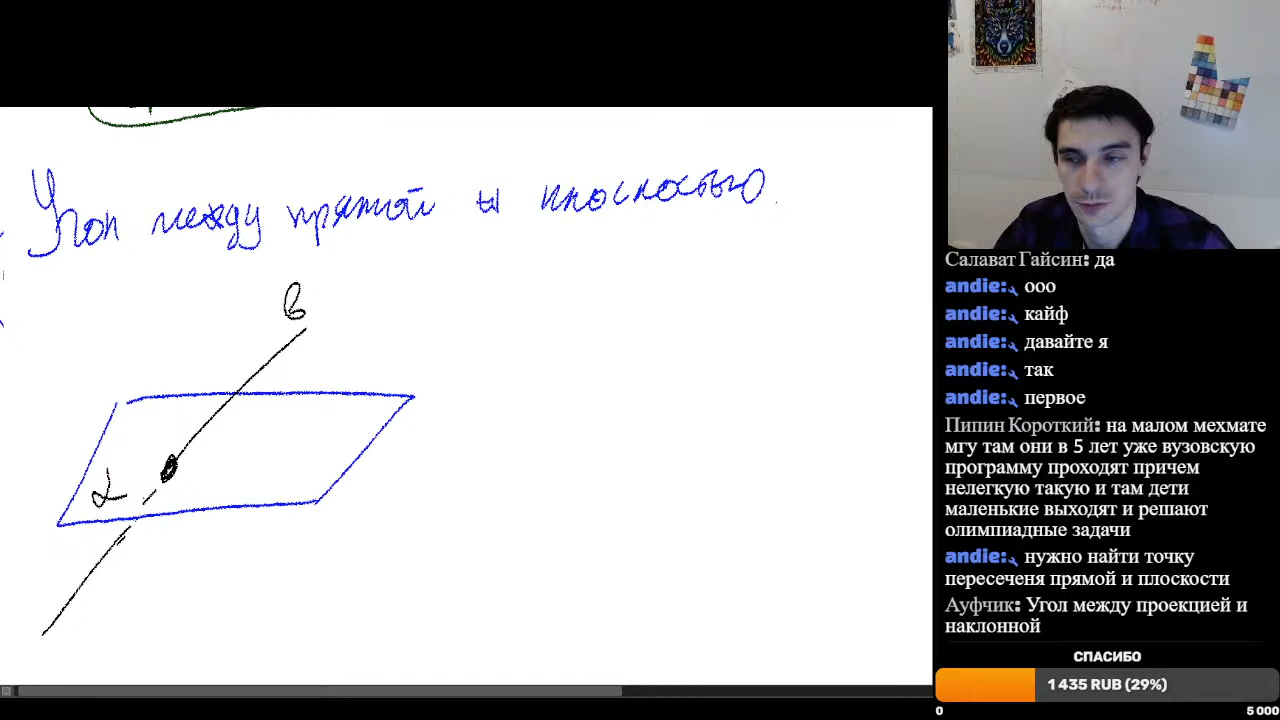 Угол между прямой и плоскостью.
в
α
Салават Гайсин: да
andie: ооо
andie: кайф
andie: давайте я
andie: так
andie: первое
Пипин Короткий: на малом мехмате
мгу там они в 5 лет уже вузовскую
программу проходят причем
нелегкую такую и там дети
маленькие выходят и решают
олимпиадные задачи
andie: нужно найти точку
пересеченя прямой и плоскости
Ауфчик: Угол между проекцией и
наклонной
СПАСИБО
1 435 RUB (29%)
0 5 000